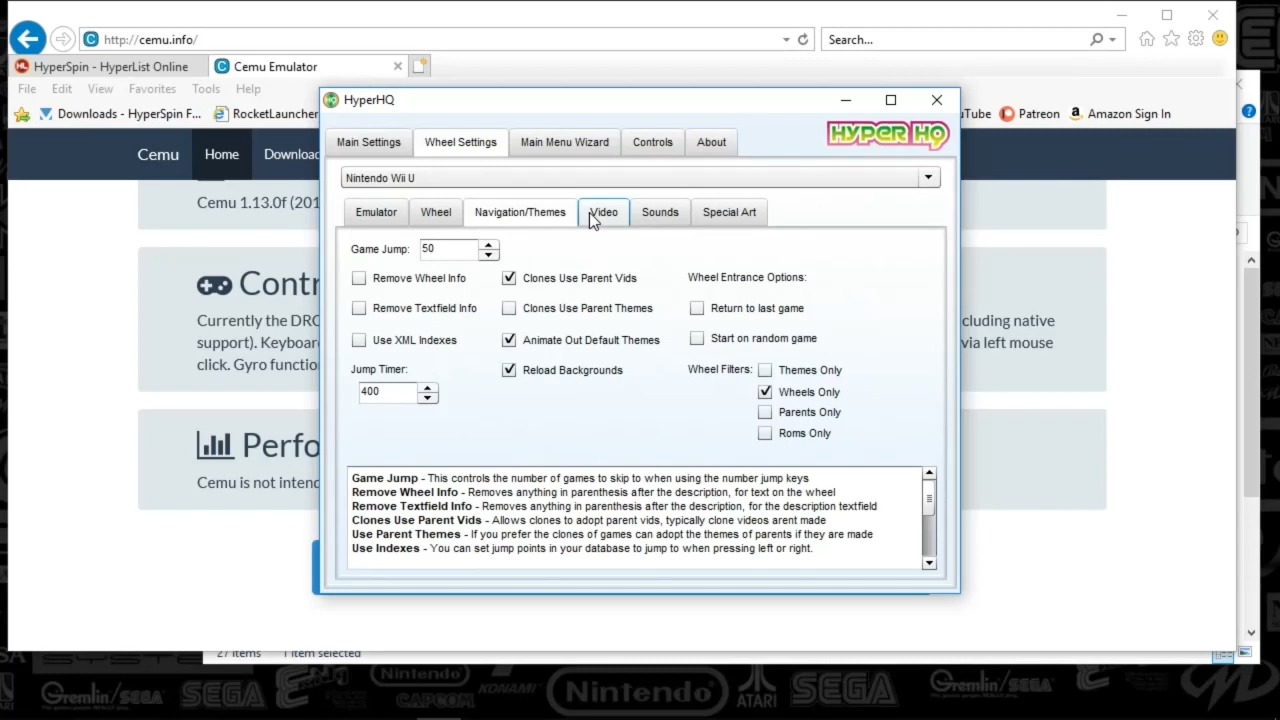 http://cemu.info/
Search...
HyperSpin - HyperList Online
Cemu Emulator
File Edit View Favorites Tools Help
Downloads - HyperSpin F...
RocketLauncher
Patreon
Amazon Sign In
Cemu
Home
Cemu 1.13.0f
Currently the DRC
cluding native
support).
via left mouse
click.
HyperHQ
Main Settings
Wheel Settings
Main Menu Wizard
Controls
About
HYPER HQ
Nintendo Wii U
Emulator
Wheel
Navigation/Themes
Video
Sounds
Special Art
Game Jump: 50
Remove Wheel Info
Clones Use Parent Vids
Wheel Entrance Options:
Remove Textfield Info
Clones Use Parent Themes
Return to last game
Use XML Indexes
Animate Out Default Themes
Start on random game
Jump Timer:
Reload Backgrounds
Wheel Filters:
Themes Only
400
Wheels Only
Parents Only
Roms Only
Game Jump - This controls the number of games to skip to when using the number jump keys
Remove Wheel Info - Removes anything in parenthesis after the description, for text on the wheel
Remove Textfield Info - Removes anything in parenthesis after the description, for the description textfield
Clones Use Parent Vids - Allows clones to adopt parent vids, typically clone videos arent made
Use Parent Themes - If you prefer the clones of games can adopt the themes of parents if they are made
Use Indexes - You can set jump points in your database to jump to when pressing left or right.
27 items 1 item selected
Gremlin/SEGA
SEGA
Nintendo
CAPCOM
KONAMI
Nintendo
ATARI
SEGA
Gremlin/SEGA
Nintendo